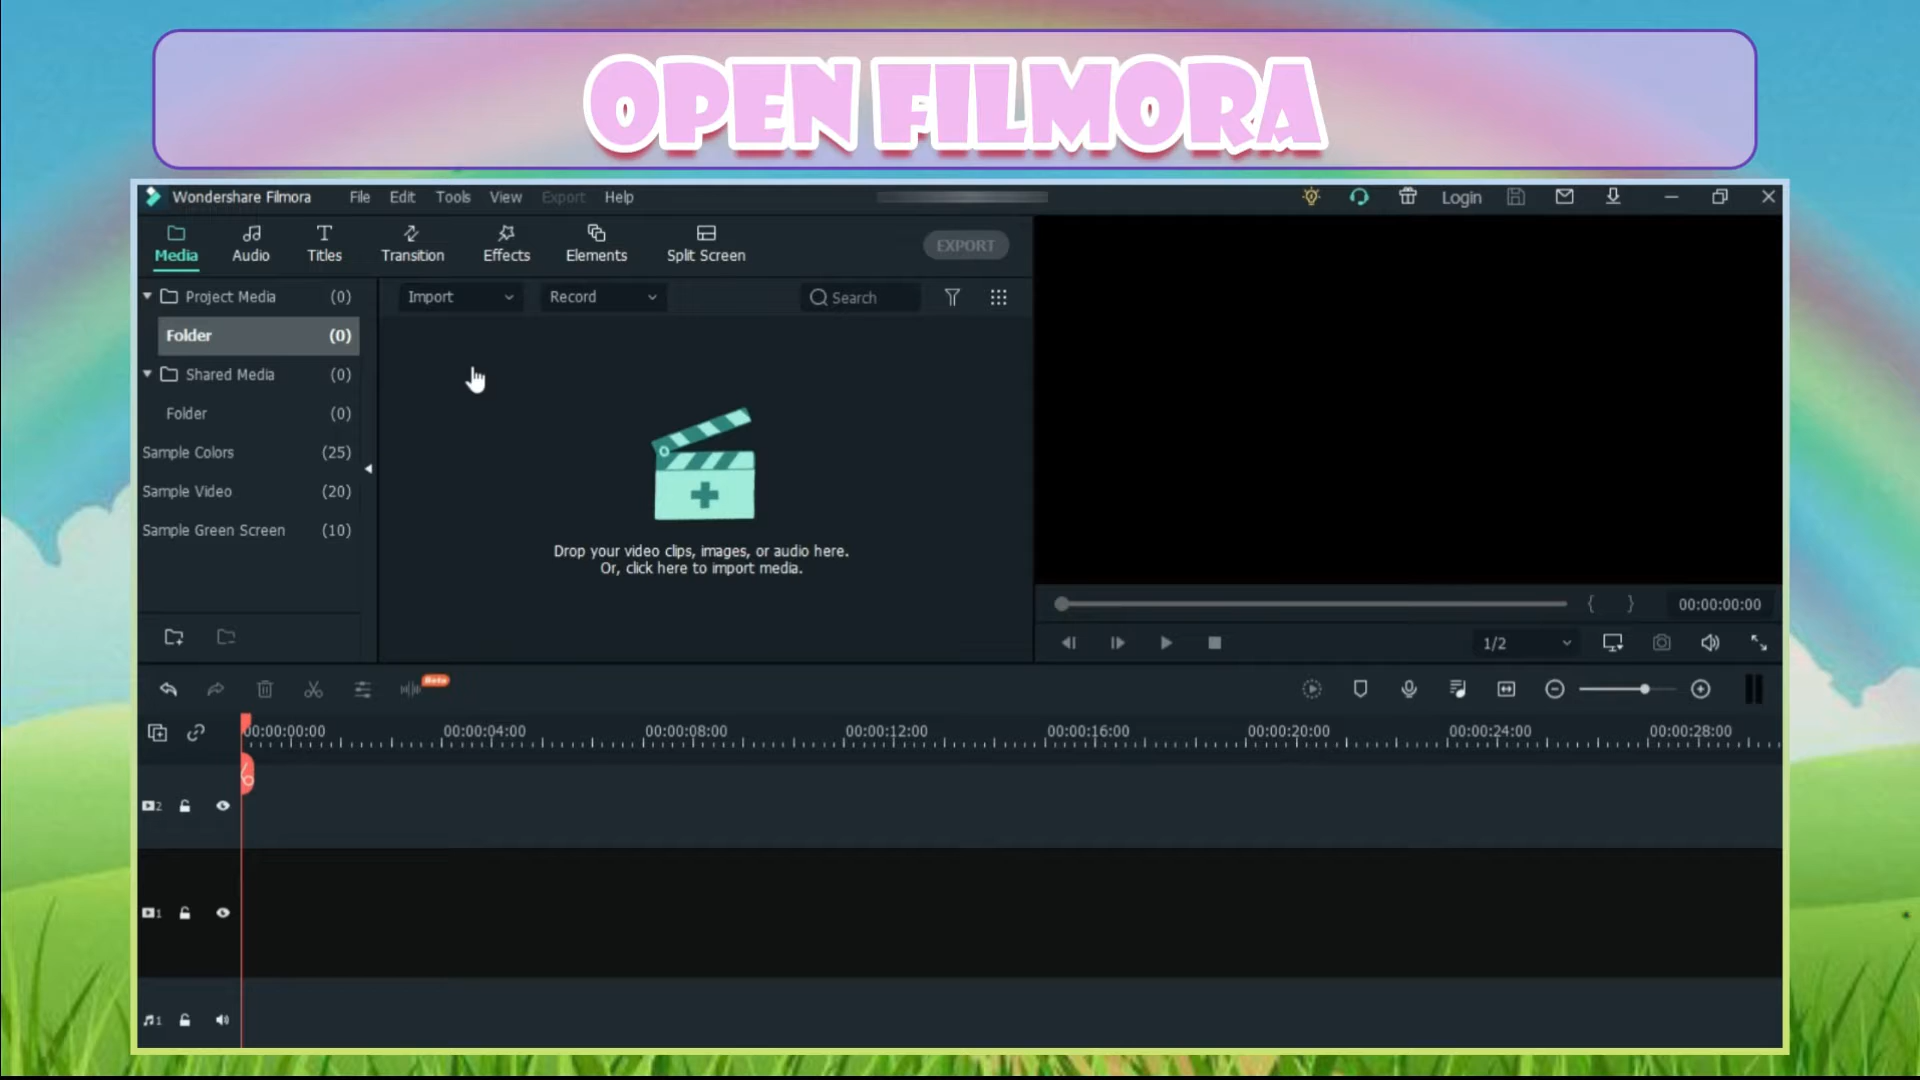 OPEN FILMORA
Wondershare Filmora File Edit Tools View Export Help Login
Media Audio Titles Transition Effects Elements Split Screen EXPORT
Project Media (0) Import Record Search
Folder (0)
Shared Media (0)
Folder (0)
Sample Colors (25)
Sample Video (20)
Sample Green Screen (10)
Drop your video clips, images, or audio here.
Or, click here to import media.
{ } 00:00:00:00
1/2
Beta
00:00:00:00 00:00:04:00 00:00:08:00 00:00:12:00 00:00:16:00 00:00:20:00 00:00:24:00 00:00:28:00
2
1
1